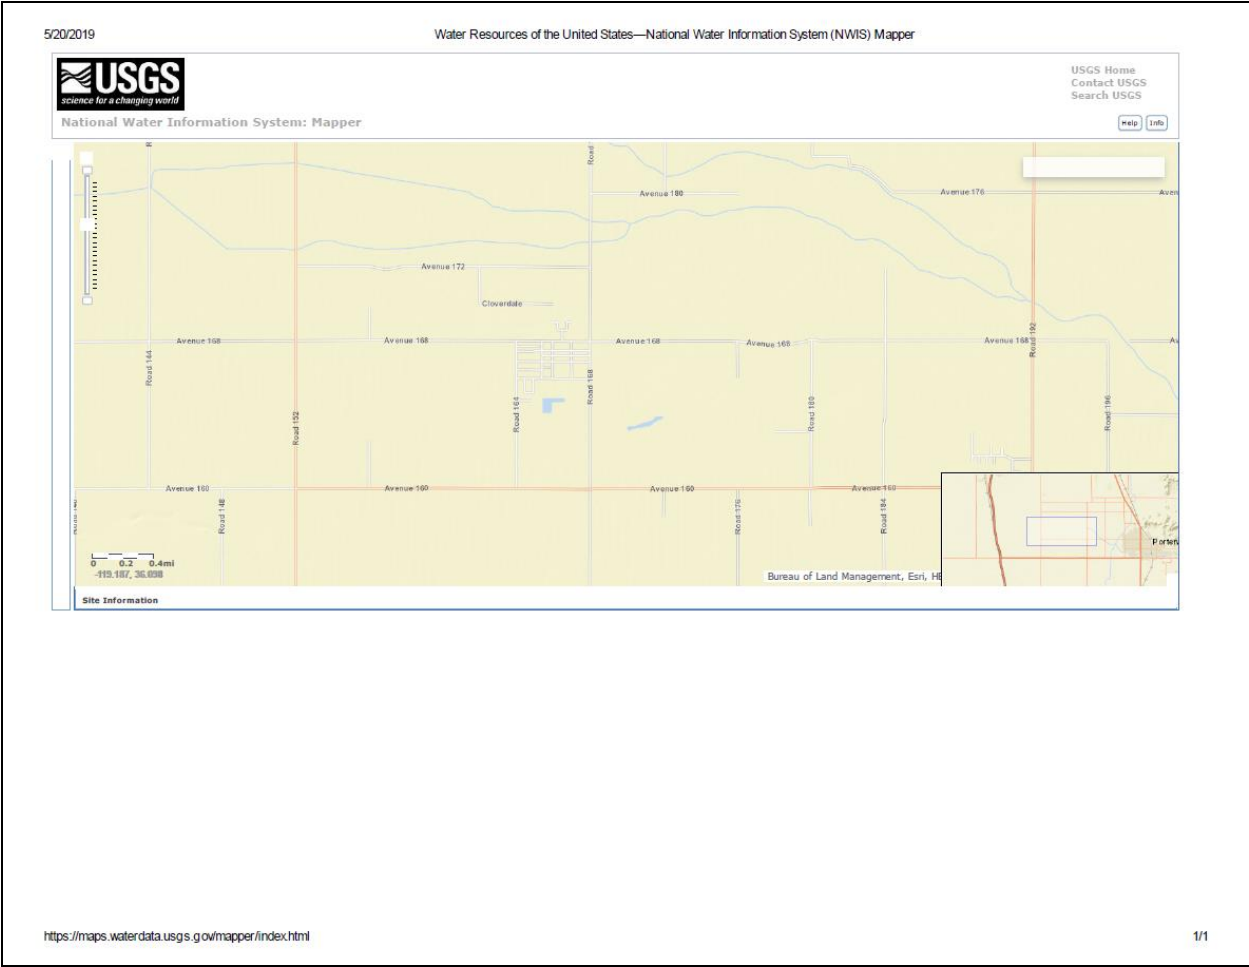 5/20/2019
Water Resources of the United States—National Water Information System (NWIS) Mapper
USGS
science for a changing world
USGS Home
Contact USGS
Search USGS
National Water Information System: Mapper
Help
Info
Road
Avenue 180
Avenue 176
Aven
Avenue 172
Cloverdale
Avenue 168
Avenue 168
Avenue 168
Avenue 168
Avenue 168
Road 144
Road 152
Road 164
Road 168
Road 180
Road 192
Road 196
Avenue 160
Avenue 160
Avenue 160
Avenue 160
Road 148
Road 176
Road 184
Porterv
0 0.2 0.4mi
-119.187, 36.098
Bureau of Land Management, Esri, HE
Site Information
https://maps.waterdata.usgs.gov/mapper/index.html
1/1